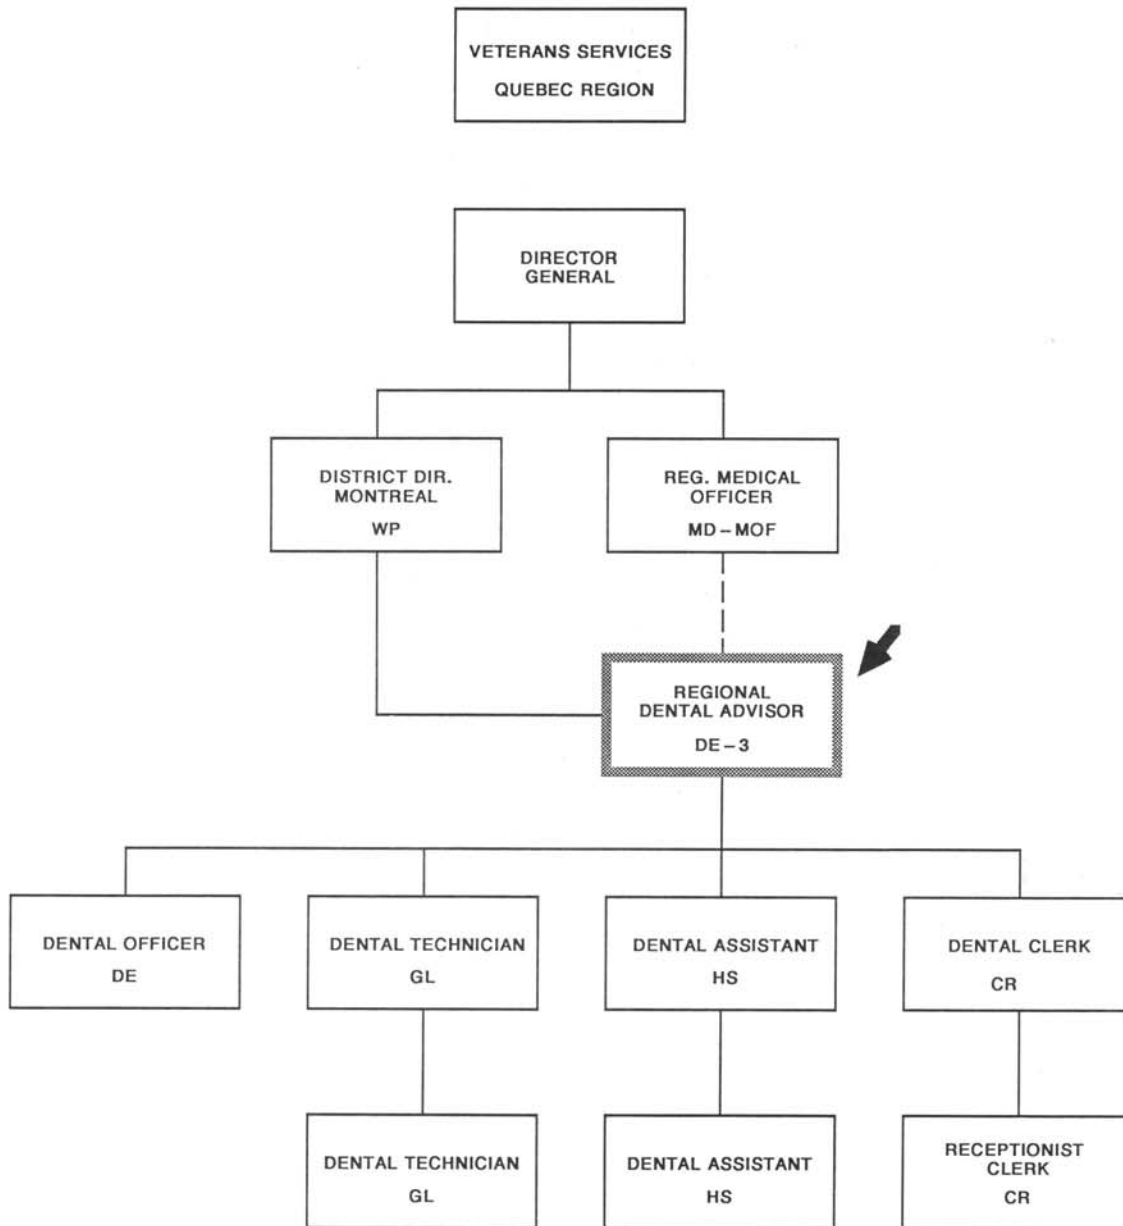 VETERANS SERVICES
QUEBEC REGION
DIRECTOR
GENERAL
DISTRICT DIR.
MONTREAL
WP
REG. MEDICAL
OFFICER
MD-MOF
REGIONAL
DENTAL ADVISOR
DE-3
DENTAL OFFICER
DE
DENTAL TECHNICIAN
GL
DENTAL ASSISTANT
HS
DENTAL CLERK
CR
DENTAL TECHNICIAN
GL
DENTAL ASSISTANT
HS
RECEPTIONIST
CLERK
CR